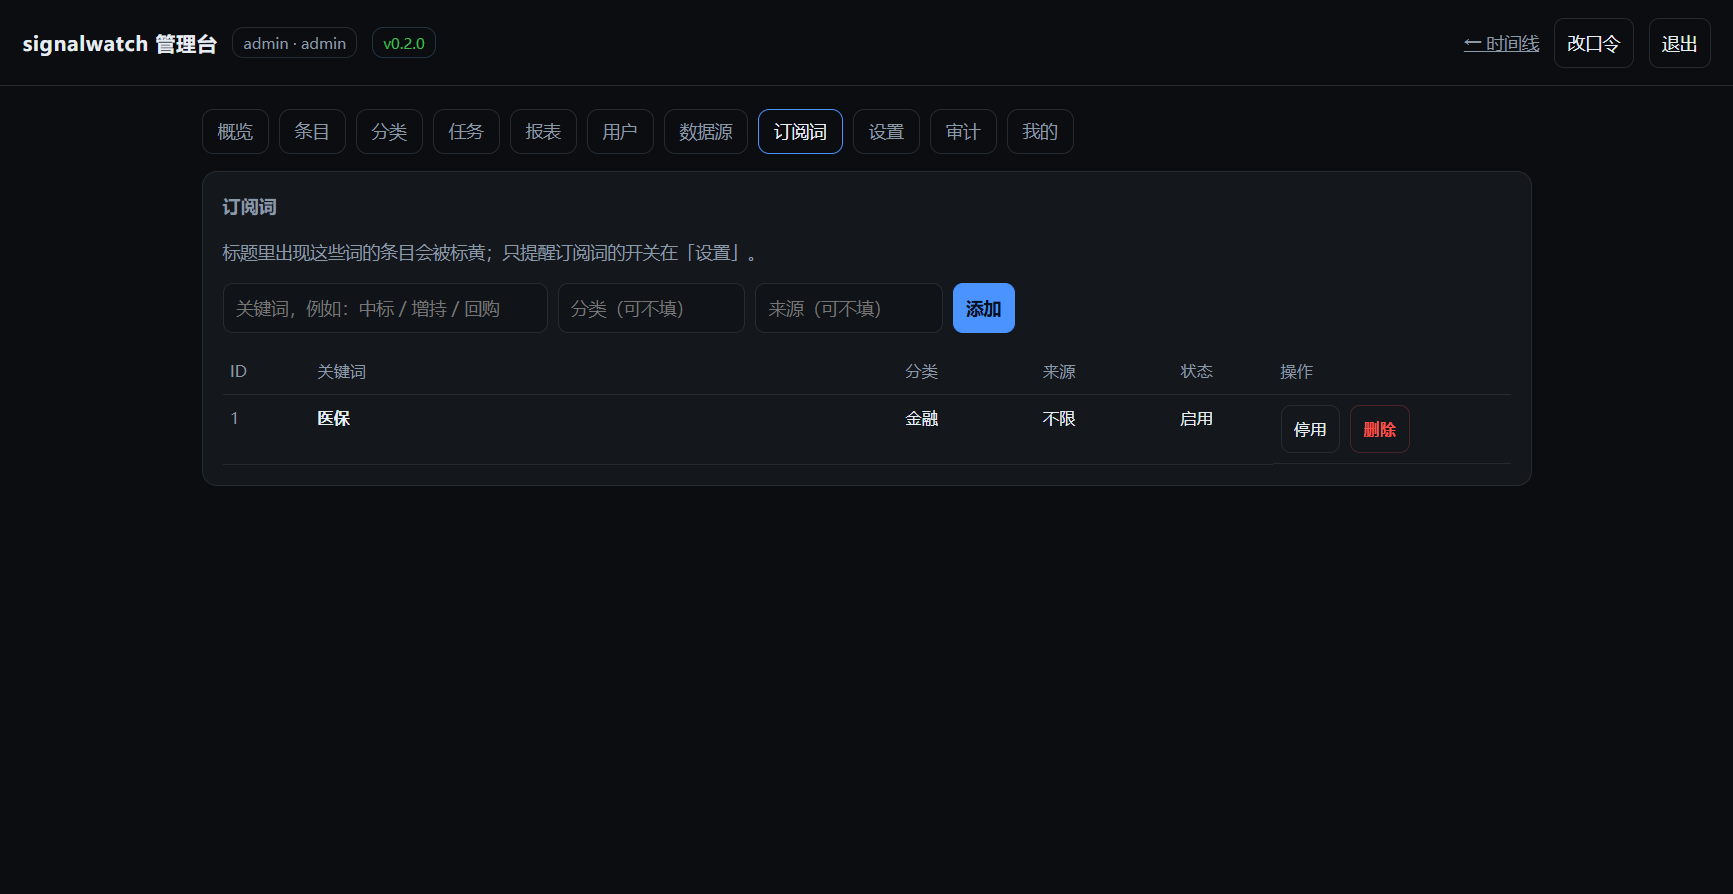 signalwatch 管理台 admin · admin v0.2.0 ← 时间线 改口令 退出
概览 条目 分类 任务 报表 用户 数据源 订阅词 设置 审计 我的
订阅词
标题里出现这些词的条目会被标黄；只提醒订阅词的开关在「设置」。
关键词，例如：中标 / 增持 / 回购 分类（可不填） 来源（可不填） 添加
ID 关键词 分类 来源 状态 操作
1 医保 金融 不限 启用 停用 删除